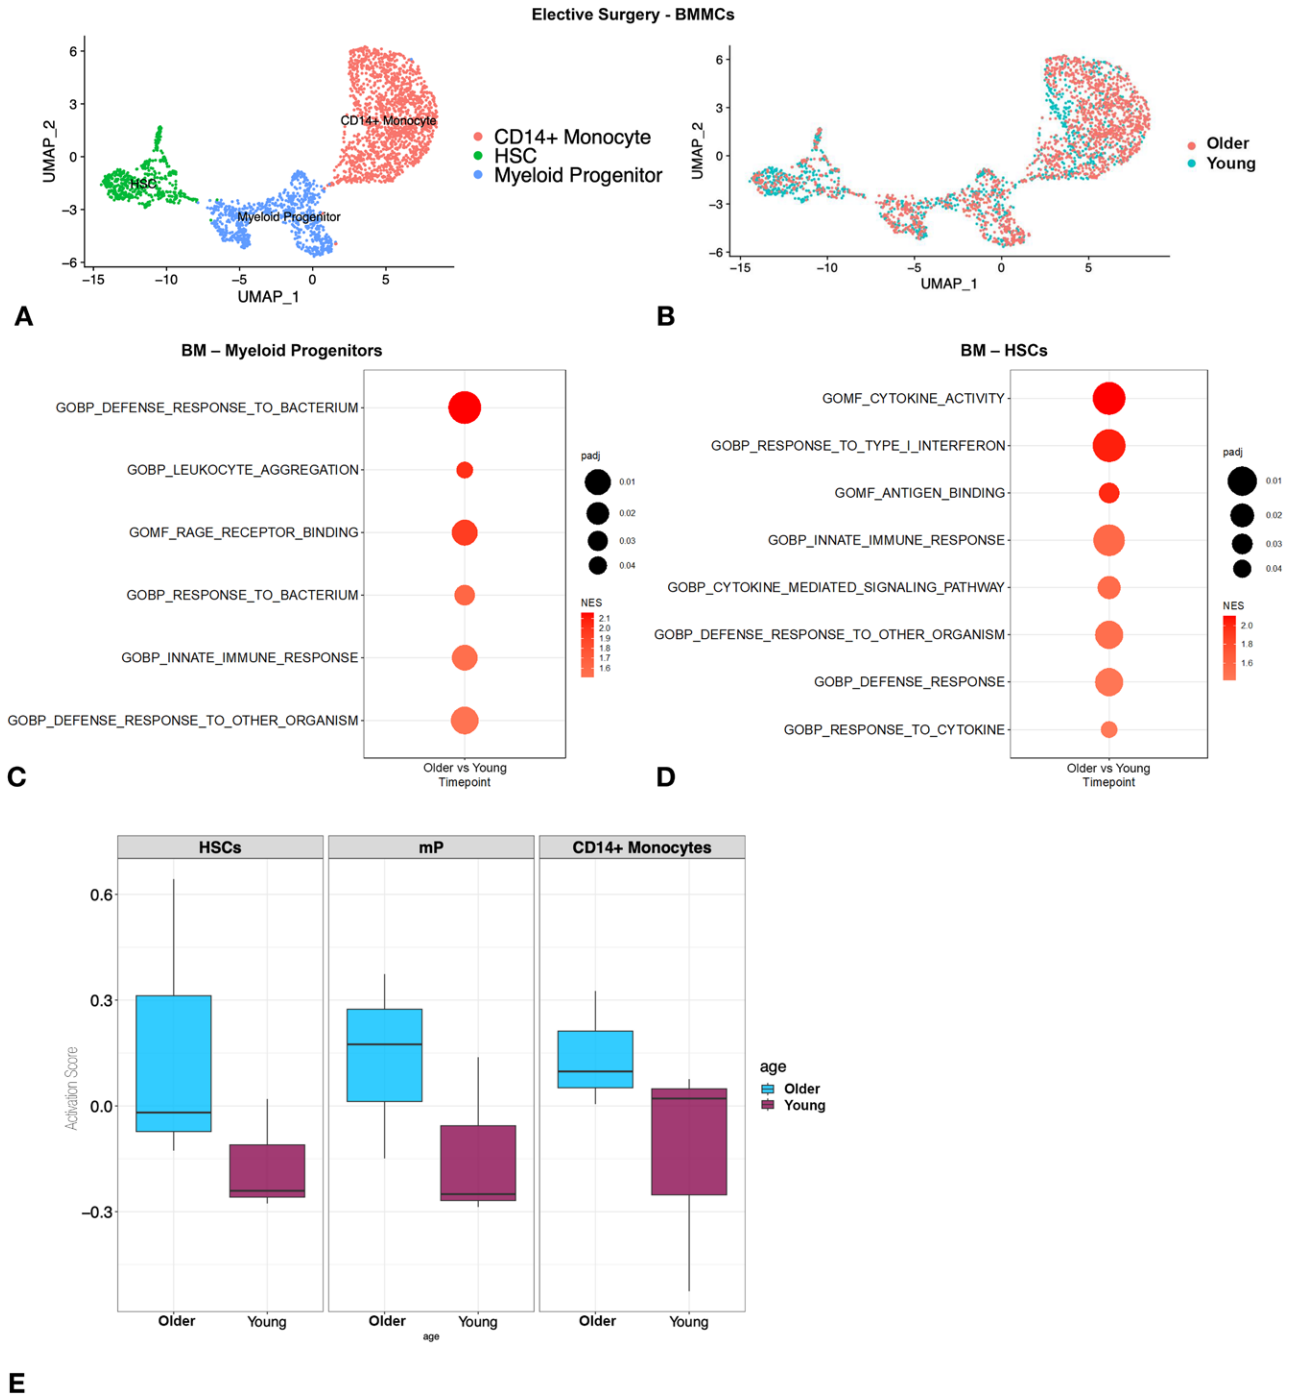 Elective Surgery - BMMCs
UMAP_2
6
3
0
−3
−6
−15
−10
−5
0
5
UMAP_1
CD14+ Monocyte
HSC
Myeloid Progenitor
CD14+ Monocyte
HSC
Myeloid Progenitor
A
UMAP_2
6
3
0
−3
−6
−15
−10
−5
0
5
UMAP_1
Older
Young
B
BM – Myeloid Progenitors
GOBP_DEFENSE_RESPONSE_TO_BACTERIUM
GOBP_LEUKOCYTE_AGGREGATION
GOMF_RAGE_RECEPTOR_BINDING
GOBP_RESPONSE_TO_BACTERIUM
GOBP_INNATE_IMMUNE_RESPONSE
GOBP_DEFENSE_RESPONSE_TO_OTHER_ORGANISM
Older vs Young
Timepoint
padj
0.01
0.02
0.03
0.04
NES
2.1
2.0
1.9
1.8
1.7
1.6
C
BM – HSCs
GOMF_CYTOKINE_ACTIVITY
GOBP_RESPONSE_TO_TYPE_I_INTERFERON
GOMF_ANTIGEN_BINDING
GOBP_INNATE_IMMUNE_RESPONSE
GOBP_CYTOKINE_MEDIATED_SIGNALING_PATHWAY
GOBP_DEFENSE_RESPONSE_TO_OTHER_ORGANISM
GOBP_DEFENSE_RESPONSE
GOBP_RESPONSE_TO_CYTOKINE
Older vs Young
Timepoint
padj
0.01
0.02
0.03
0.04
NES
2.0
1.8
1.6
D
HSCs
mP
CD14+ Monocytes
Activation Score
0.6
0.3
0.0
−0.3
Older
Young
Older
Young
Older
Young
age
age
Older
Young
E